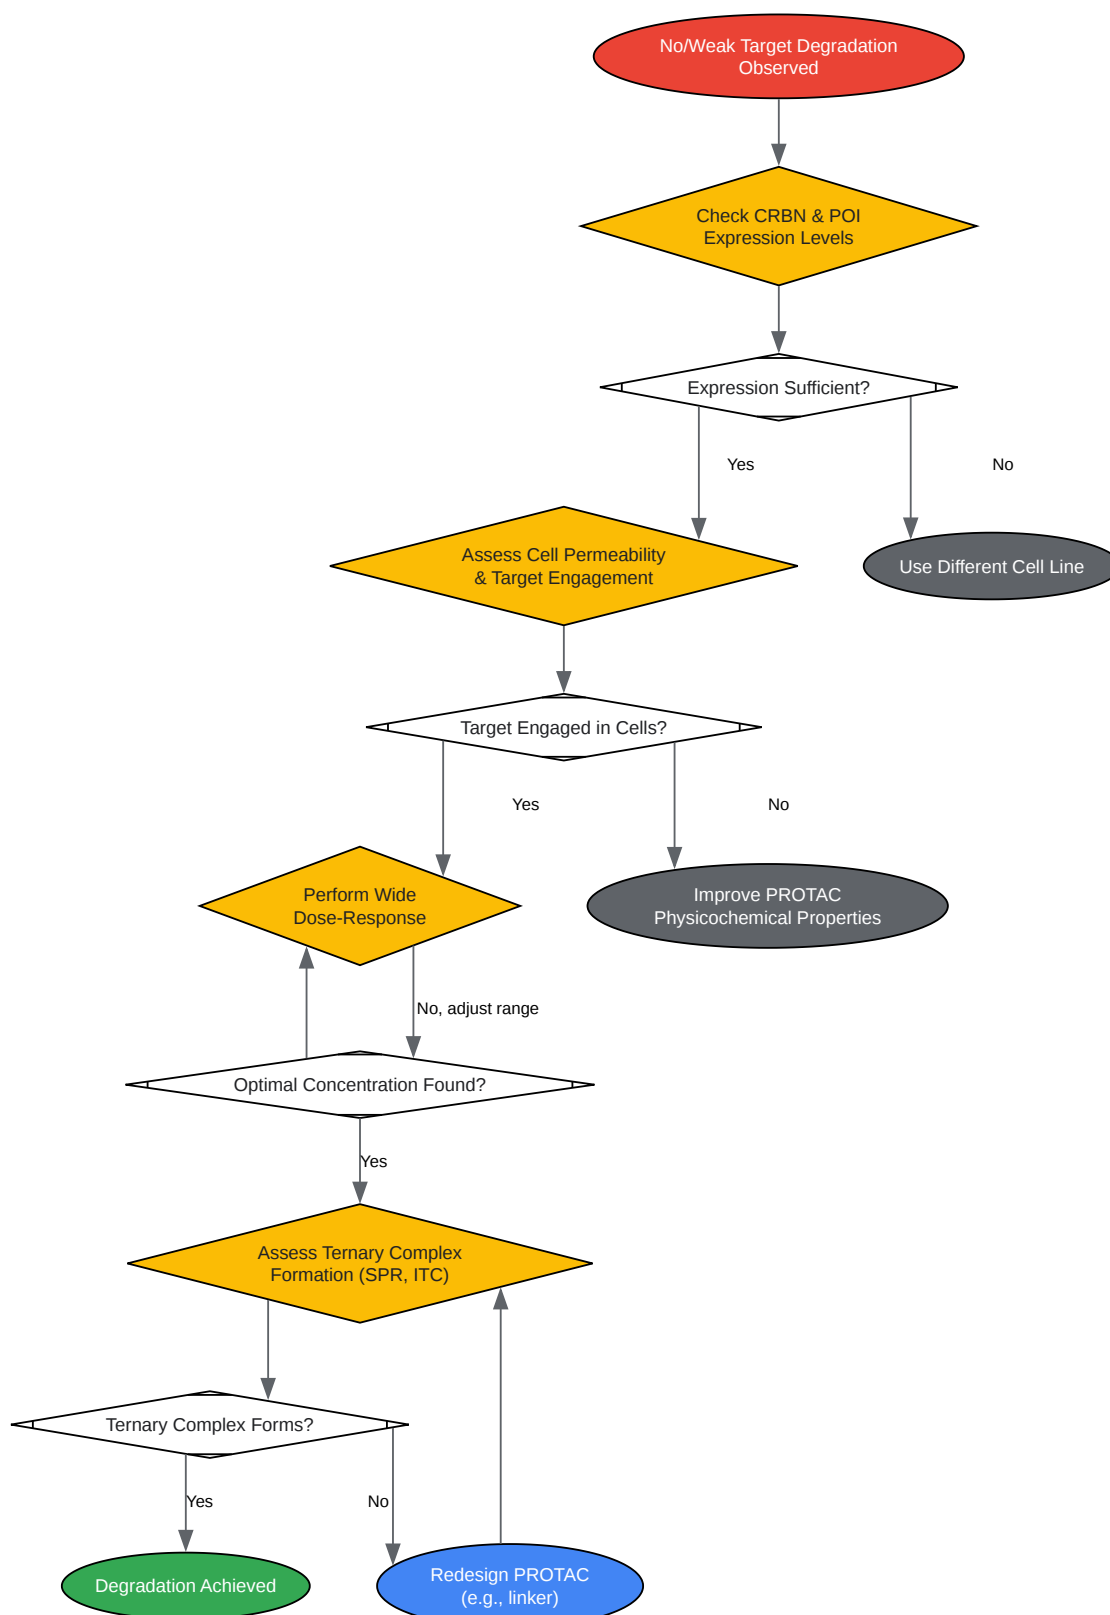 No/Weak Target Degradation
Observed
Check CRBN & POI
Expression Levels
Expression Sufficient?
Yes
No
Assess Cell Permeability
& Target Engagement
Use Different Cell Line
Target Engaged in Cells?
Yes
No
Perform Wide
Dose-Response
Improve PROTAC
Physicochemical Properties
No, adjust range
Optimal Concentration Found?
Yes
Assess Ternary Complex
Formation (SPR, ITC)
Ternary Complex Forms?
Yes
No
Degradation Achieved
Redesign PROTAC
(e.g., linker)